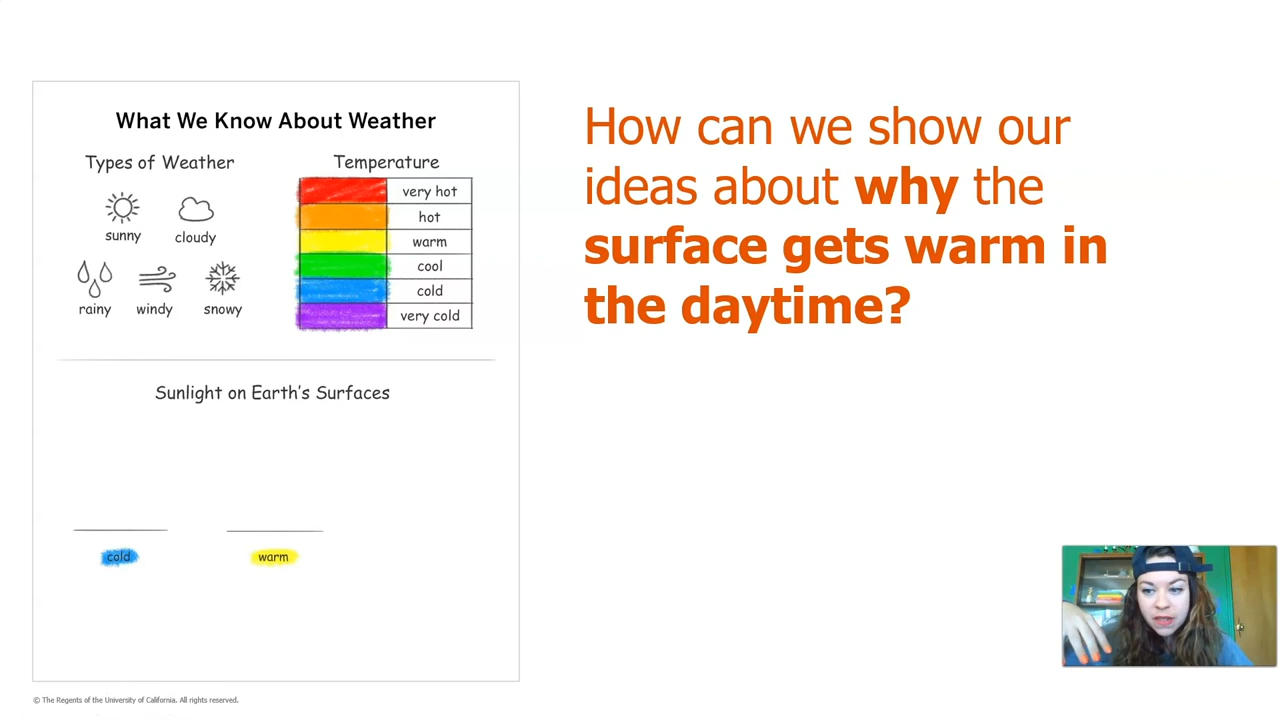 What We Know About Weather
Types of Weather
sunny
cloudy
rainy
windy
snowy
Temperature
very hot
hot
warm
cool
cold
very cold
Sunlight on Earth's Surfaces
cold
warm
How can we show our
ideas about why the
surface gets warm in
the daytime?
© The Regents of the University of California. All rights reserved.